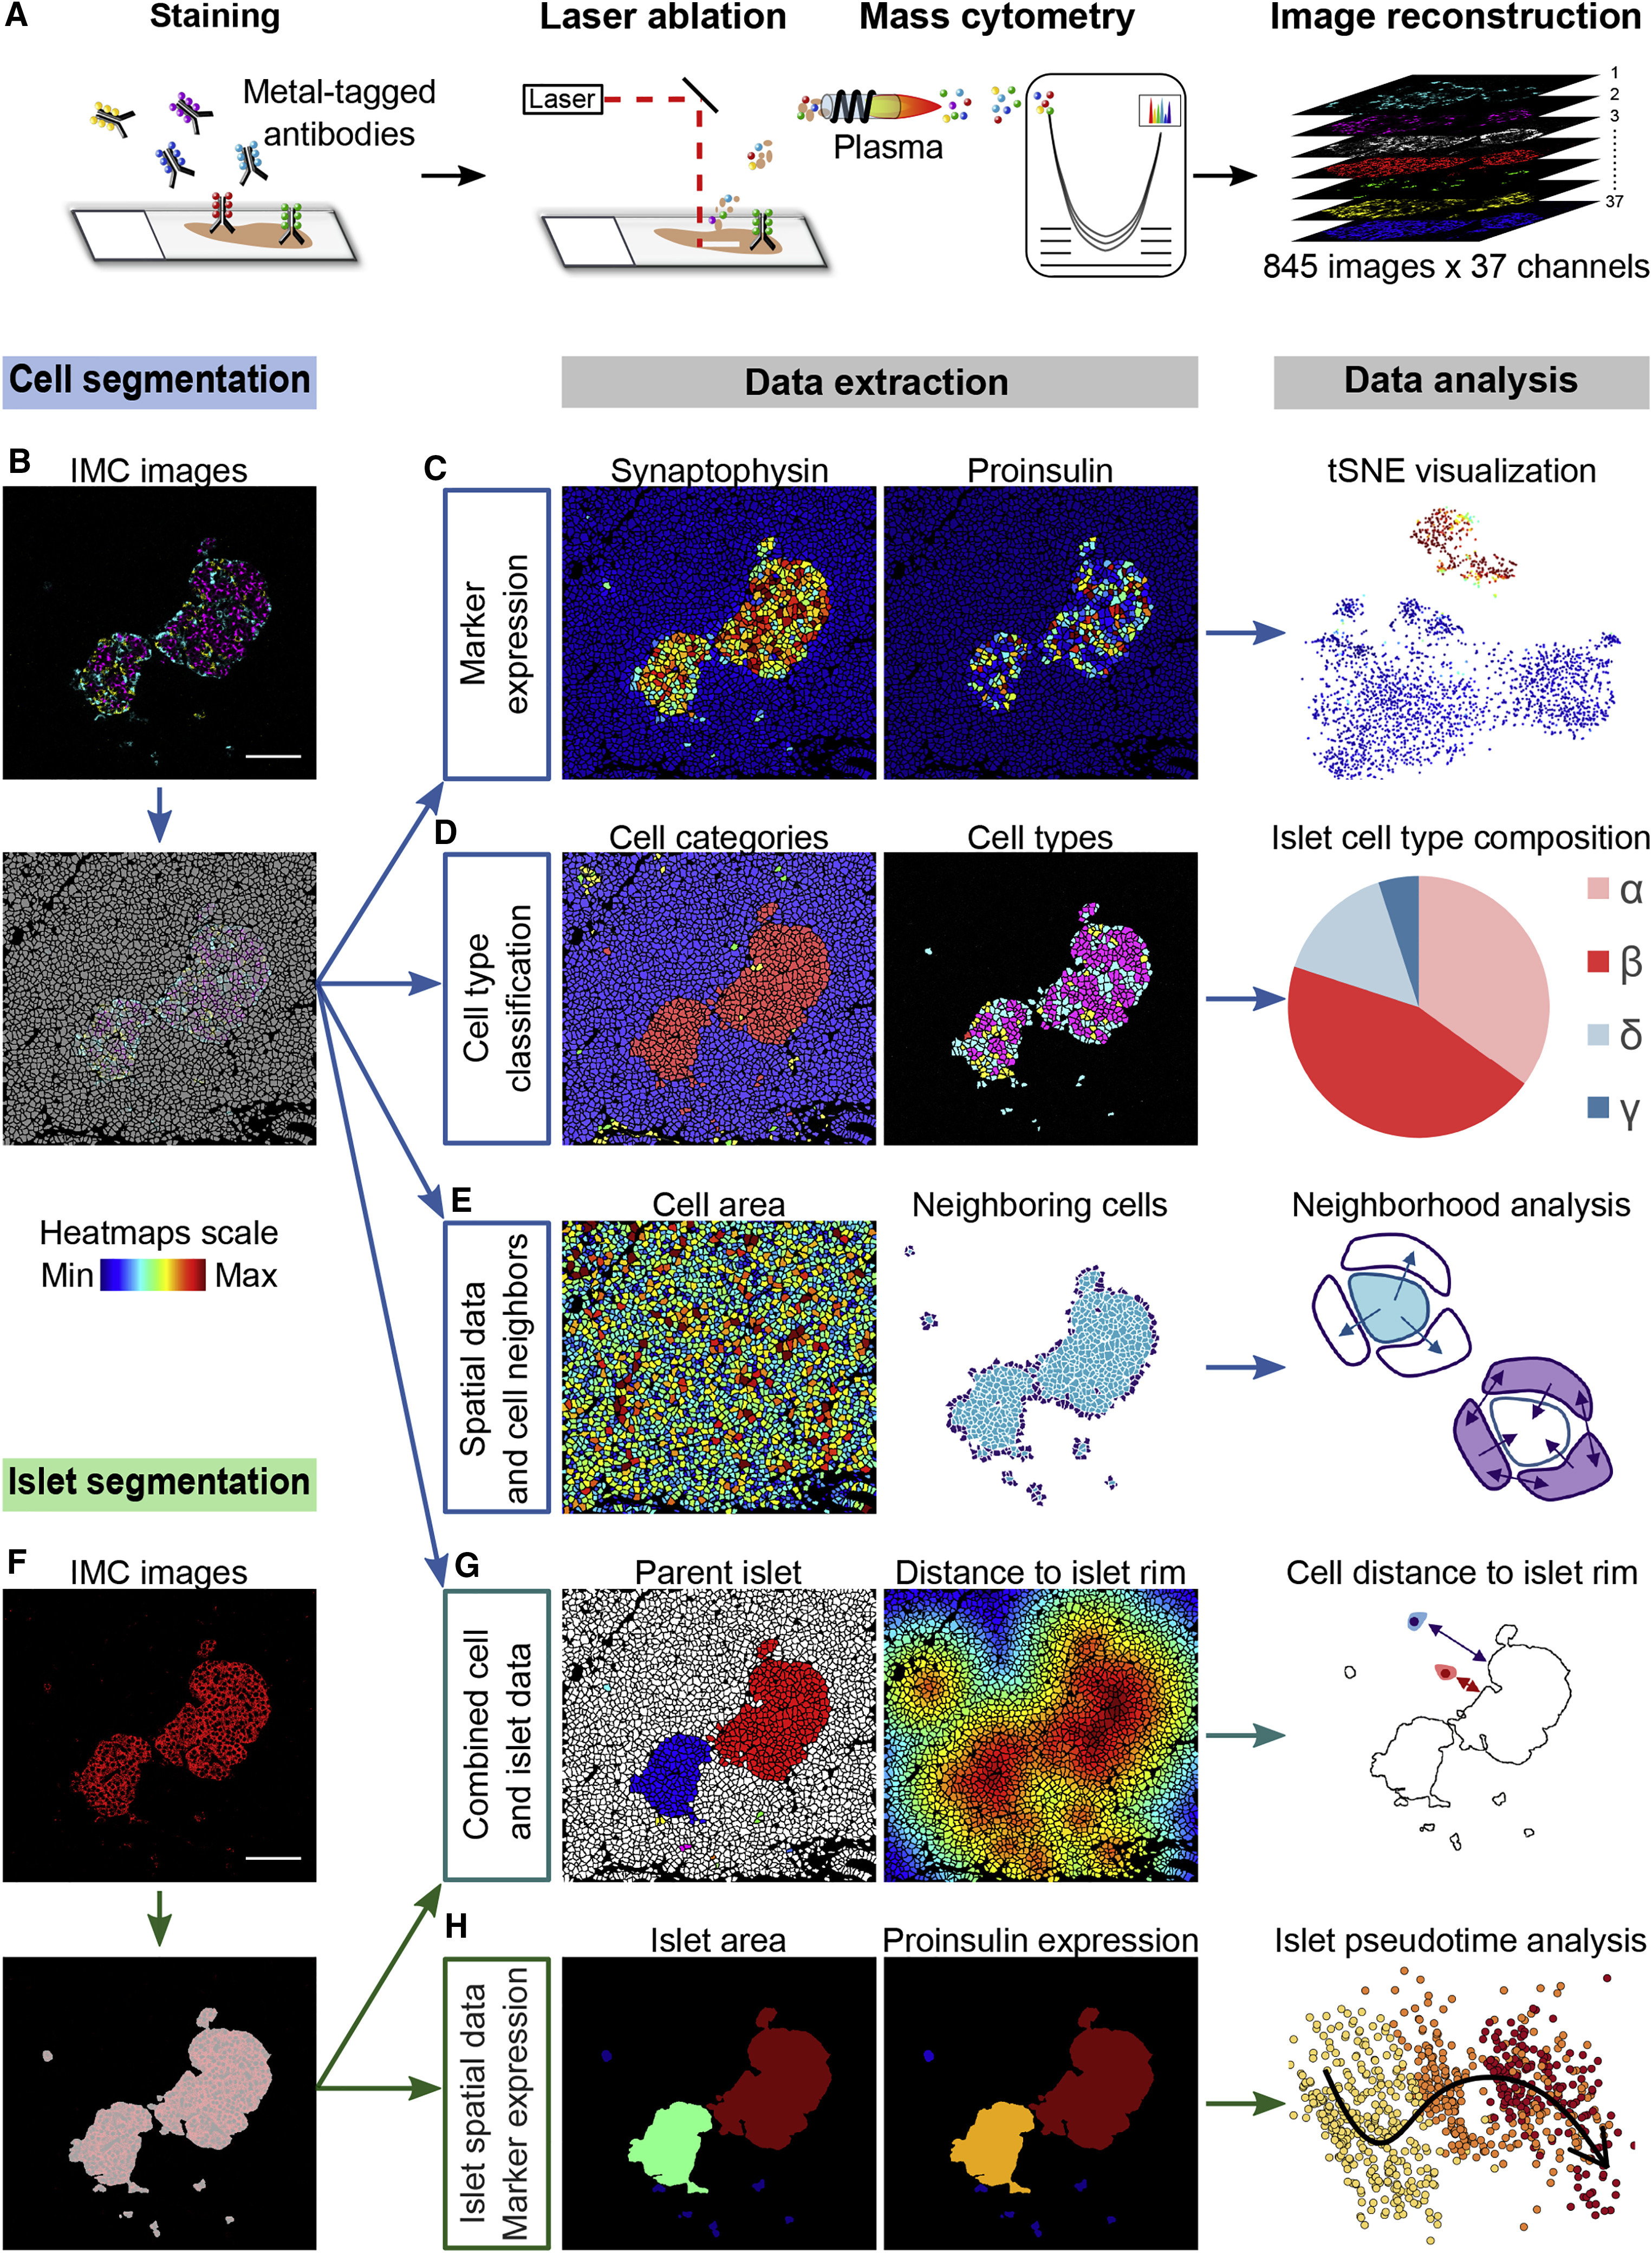 A
Staining
Laser ablation
Mass cytometry
Image reconstruction
Metal-tagged
antibodies
Laser
Plasma
1
2
3
37
845 images x 37 channels
Cell segmentation
Data extraction
Data analysis
B
IMC images
C
Marker
expression
Synaptophysin
Proinsulin
tSNE visualization
D
Cell type
classification
Cell categories
Cell types
Islet cell type composition
α
β
δ
γ
Heatmaps scale
Min
Max
E
Spatial data
and cell neighbors
Cell area
Neighboring cells
Neighborhood analysis
Islet segmentation
F
IMC images
G
Combined cell
and islet data
Parent islet
Distance to islet rim
Cell distance to islet rim
H
Islet spatial data
Marker expression
Islet area
Proinsulin expression
Islet pseudotime analysis